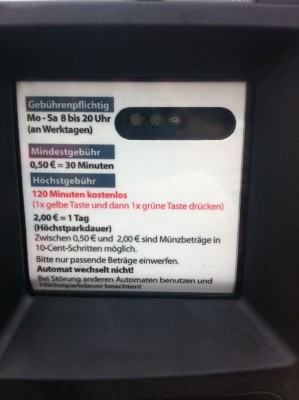 Gebührenpflichtig
Mo - Sa 8 bis 20 Uhr
(an Werktagen)
Mindestgebühr
0,50 € = 30 Minuten
Höchstgebühr
120 Minuten kostenlos
(1x gelbe Taste und dann 1x grüne Taste drücken)
2,00 € = 1 Tag
(Höchstparkdauer)
Zwischen 0,50 € und 2,00 € sind Münzbeträge in
10-Cent-Schritten möglich.
Bitte nur passende Beträge einwerfen.
Automat wechselt nicht!
Bei Störung anderen Automaten benutzen und
Höchstparkdauer beachten!